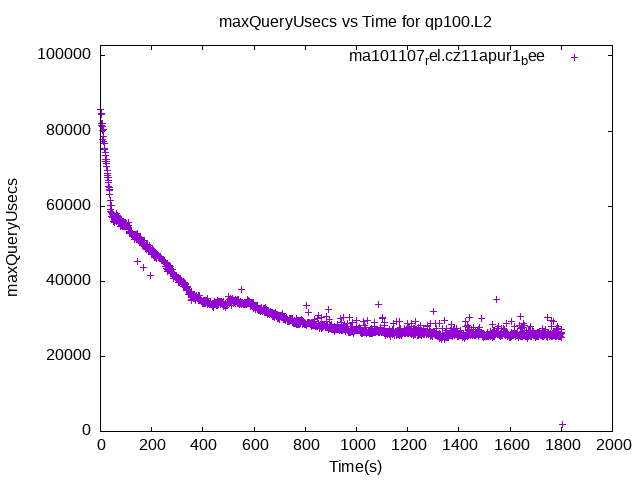 maxQueryUsecs vs Time for qp100.L2
ma101107rel.cz11apur1bee
100000
80000
60000
40000
20000
0
maxQueryUsecs
0 200 400 600 800 1000 1200 1400 1600 1800 2000
Time(s)